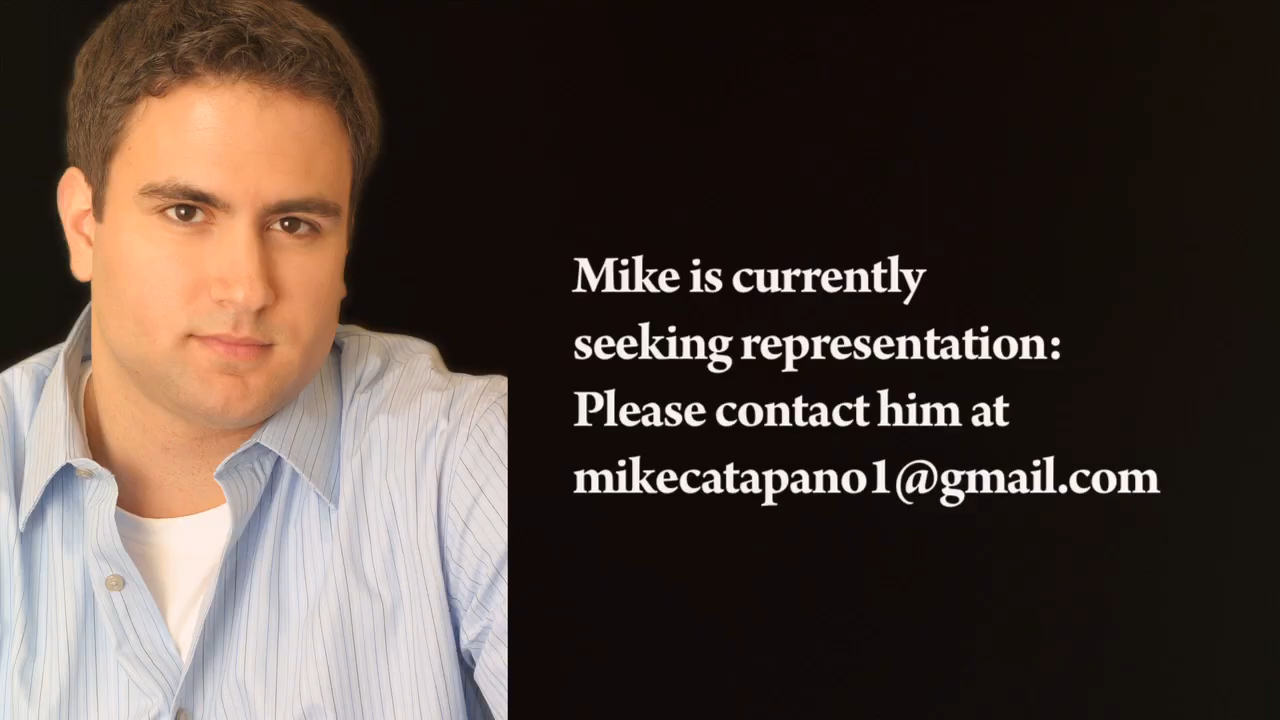 Mike is currently
seeking representation:
Please contact him at
mikecatapano1@gmail.com